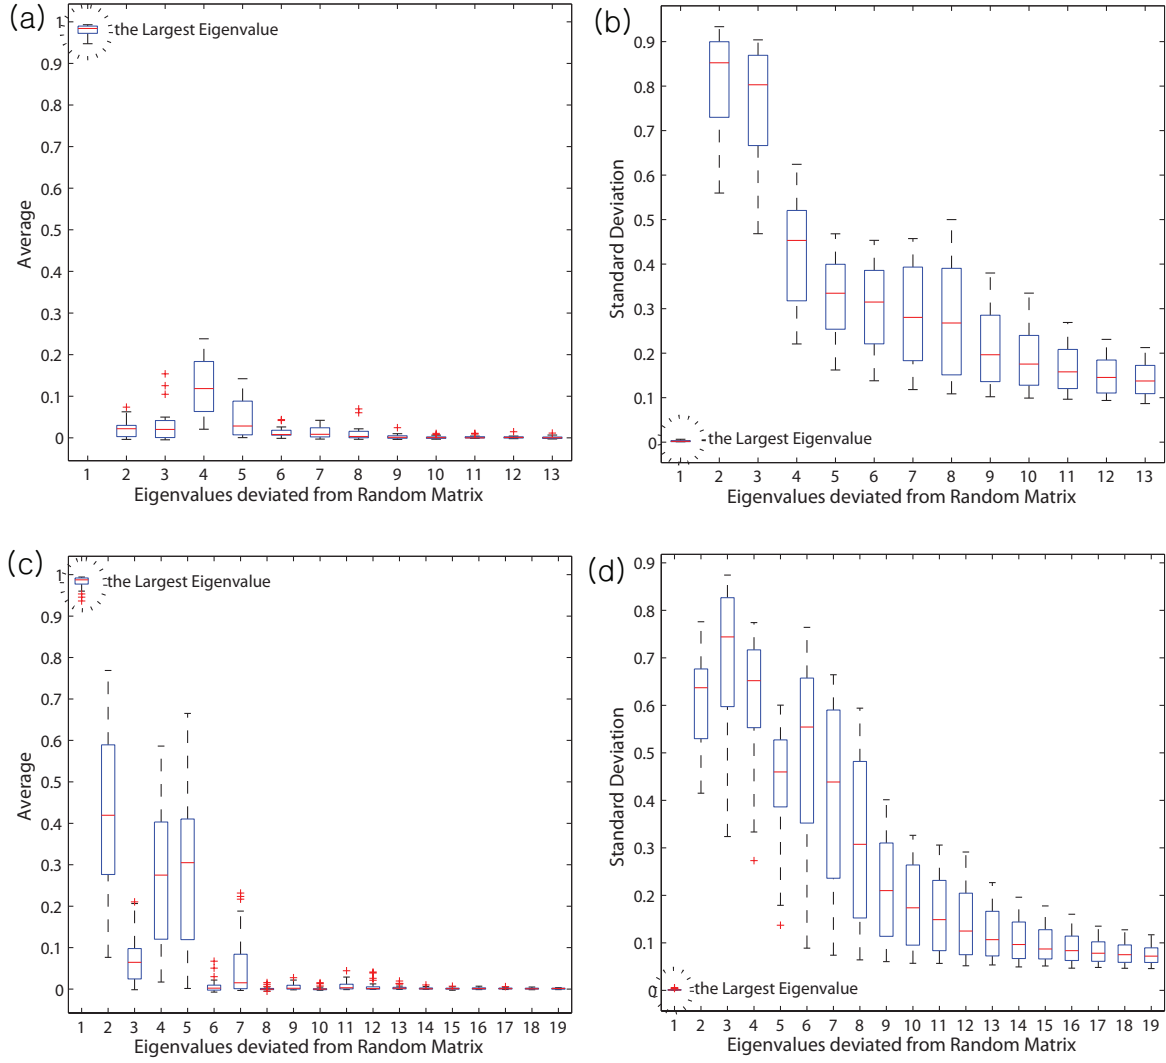 (a)
the Largest Eigenvalue
1
0.9
0.8
0.7
0.6
0.5
0.4
0.3
0.2
0.1
0
Average
1 2 3 4 5 6 7 8 9 10 11 12 13
Eigenvalues deviated from Random Matrix
(b)
0.9
0.8
0.7
0.6
0.5
0.4
0.3
0.2
0.1
0
Standard Deviation
the Largest Eigenvalue
1 2 3 4 5 6 7 8 9 10 11 12 13
Eigenvalues deviated from Random Matrix
(c)
the Largest Eigenvalue
1
0.9
0.8
0.7
0.6
0.5
0.4
0.3
0.2
0.1
0
Average
1 2 3 4 5 6 7 8 9 10 11 12 13 14 15 16 17 18 19
Eigenvalues deviated from Random Matrix
(d)
0.9
0.8
0.7
0.6
0.5
0.4
0.3
0.2
0.1
0
Standard Deviation
the Largest Eigenvalue
1 2 3 4 5 6 7 8 9 10 11 12 13 14 15 16 17 18 19
Eigenvalues deviated from Random Matrix